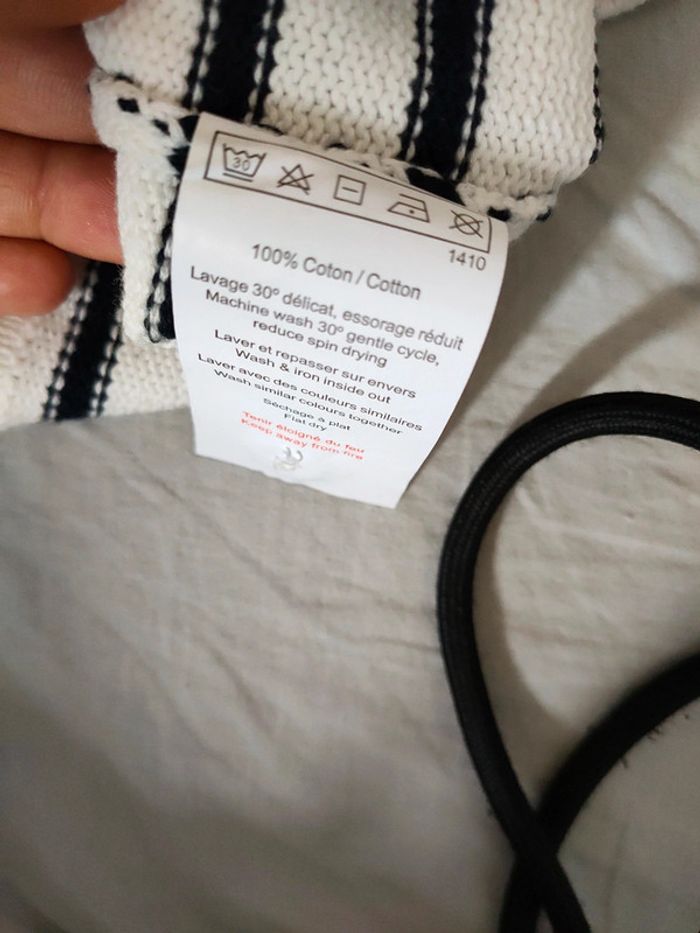 30
1410
100% Coton / Cotton
Lavage 30º délicat, essorage réduit
Machine wash 30º gentle cycle,
reduce spin drying
Laver et repasser sur envers
Wash & iron inside out
Laver avec des couleurs similaires
Wash similar colours together
Séchage à plat
Flat dry
Tenir éloigné du feu
Keep away from fire